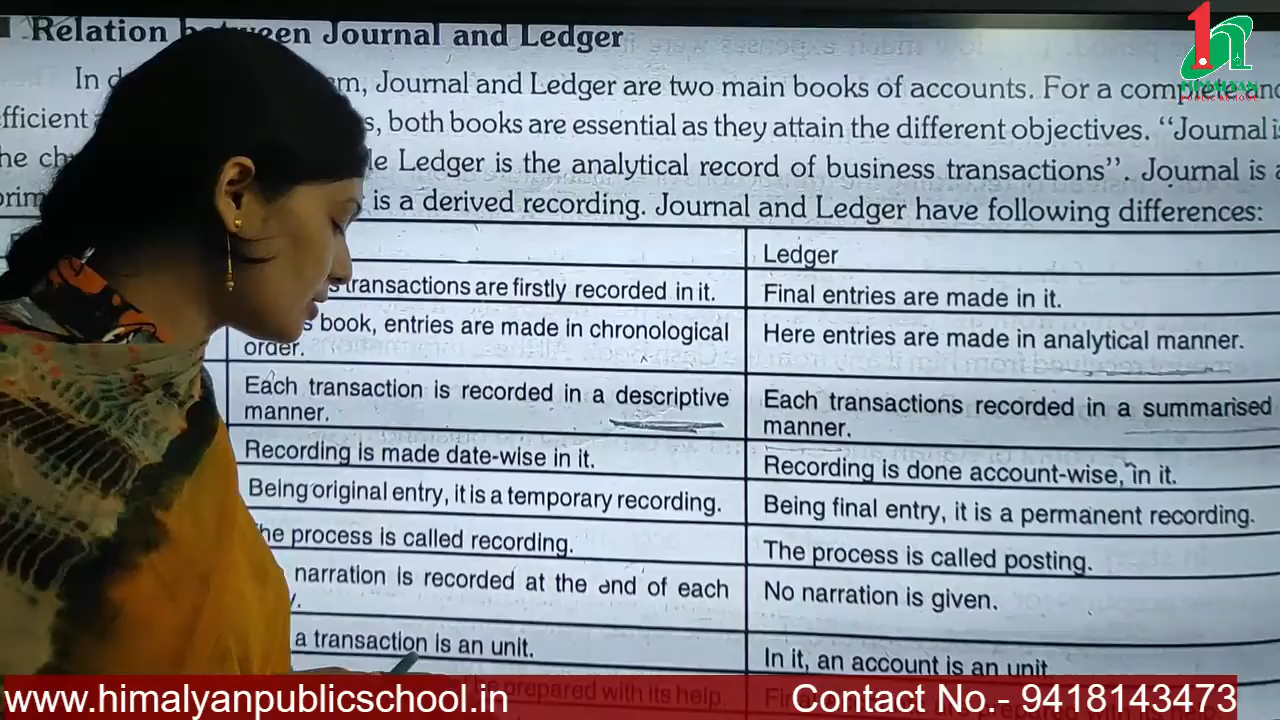 Relation between Journal and Ledger
In d m, Journal and Ledger are two main books of accounts. For a complete and
efficient s, both books are essential as they attain the different objectives. "Journal is
the ch le Ledger is the analytical record of business transactions". Journal is a
prim is a derived recording. Journal and Ledger have following differences:
Ledger
transactions are firstly recorded in it.
Final entries are made in it.
book, entries are made in chronological
order.
Here entries are made in analytical manner.
Each transaction is recorded in a descriptive
manner.
Each transactions recorded in a summarised
manner.
Recording is made date-wise in it.
Recording is done account-wise, in it.
Being original entry, it is a temporary recording.
Being final entry, it is a permanent recording.
The process is called recording.
The process is called posting.
narration is recorded at the end of each
No narration is given.
a transaction is an unit.
In it, an account is an unit.
prepared with its help.
HIMALYAN
PUBLIC SCHOOL
www.himalyanpublicschool.in
Contact No.- 9418143473